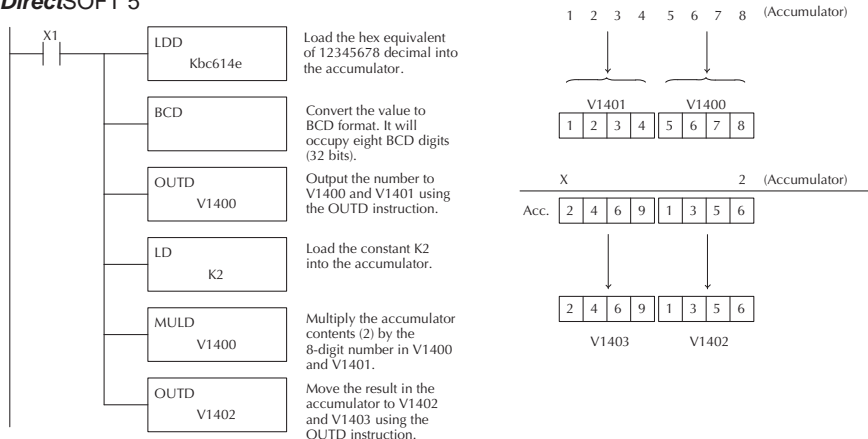 DirectSOFT 5
X1
LDD
Kbc614e
Load the hex equivalent
of 12345678 decimal into
the accumulator.
BCD
Convert the value to
BCD format. It will
occupy eight BCD digits
(32 bits).
OUTD
V1400
Output the number to
V1400 and V1401 using
the OUTD instruction.
LD
K2
Load the constant K2
into the accumulator.
MULD
V1400
Multiply the accumulator
contents (2) by the
8-digit number in V1400
and V1401.
OUTD
V1402
Move the result in the
accumulator to V1402
and V1403 using the
OUTD instruction.
1 2 3 4 5 6 7 8 (Accumulator)
V1401 V1400
1 2 3 4 5 6 7 8
X 2 (Accumulator)
Acc. 2 4 6 9 1 3 5 6
2 4 6 9 1 3 5 6
V1403 V1402